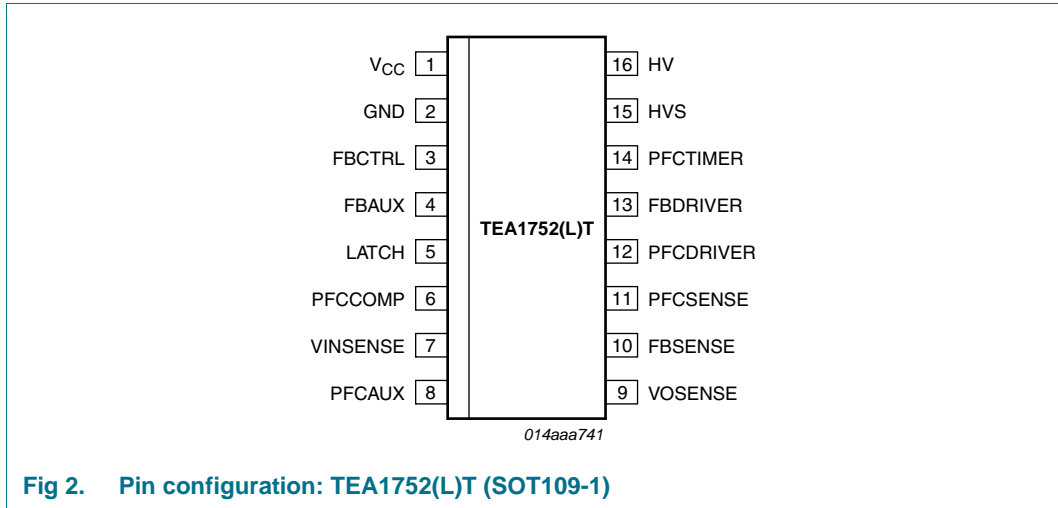 VCC 1 16 HV
GND 2 15 HVS
FBCTRL 3 14 PFCTIMER
FBAUX 4 13 FBDRIVER
TEA1752(L)T
LATCH 5 12 PFCDRIVER
PFCCOMP 6 11 PFCSENSE
VINSENSE 7 10 FBSENSE
PFCAUX 8 9 VOSENSE
014aaa741
Fig 2. Pin configuration: TEA1752(L)T (SOT109-1)